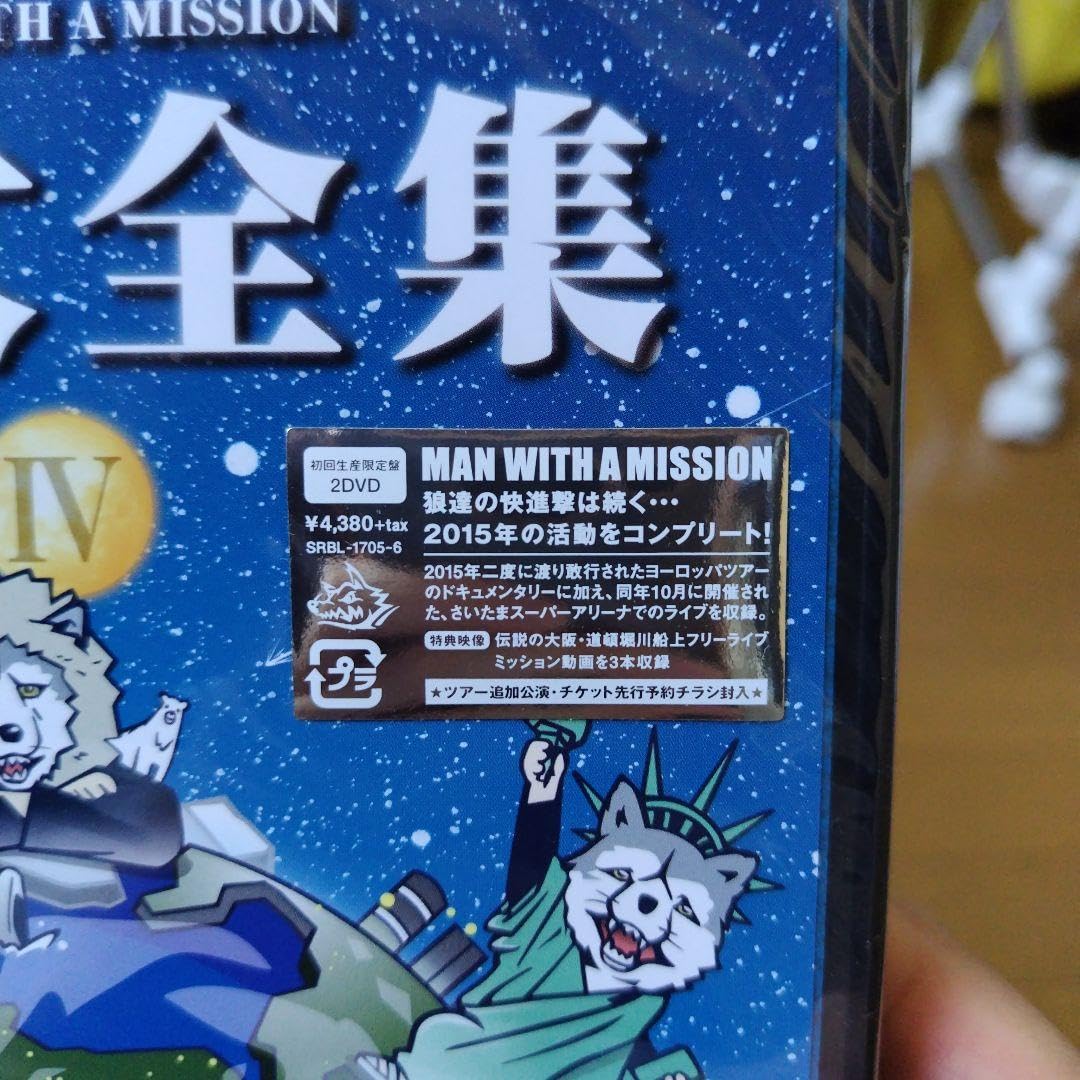 TH A MISSION
全集
IV
初回生産限定盤
2DVD
¥4,380+tax
SRBL-1705-6
プラ
MAN WITH A MISSION
狼達の快進撃は続く…
2015年の活動をコンプリート!
2015年二度に渡り敢行されたヨーロッパツアー
のドキュメンタリーに加え、同年10月に開催され
た、さいたまスーパーアリーナでのライブを収録。
特典映像 伝説の大阪・道頓堀川船上フリーライブ
ミッション動画を3本収録
★ツアー追加公演・チケット先行予約チラシ封入★